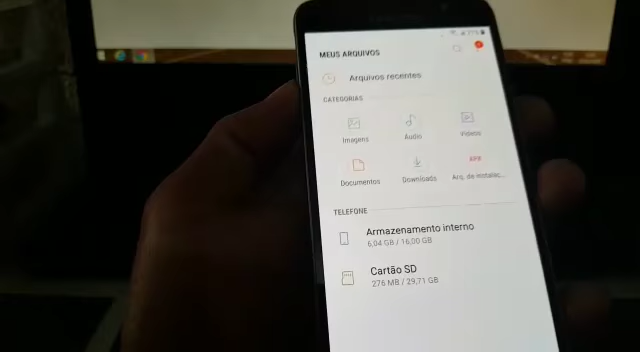 MEUS ARQUIVOS
Arquivos recentes
CATEGORIAS
Imagens Áudio Vídeos
APK
Documentos Downloads Arq. de instalaç...
TELEFONE
Armazenamento interno
6,04 GB / 16,00 GB
Cartão SD
276 MB / 29,71 GB